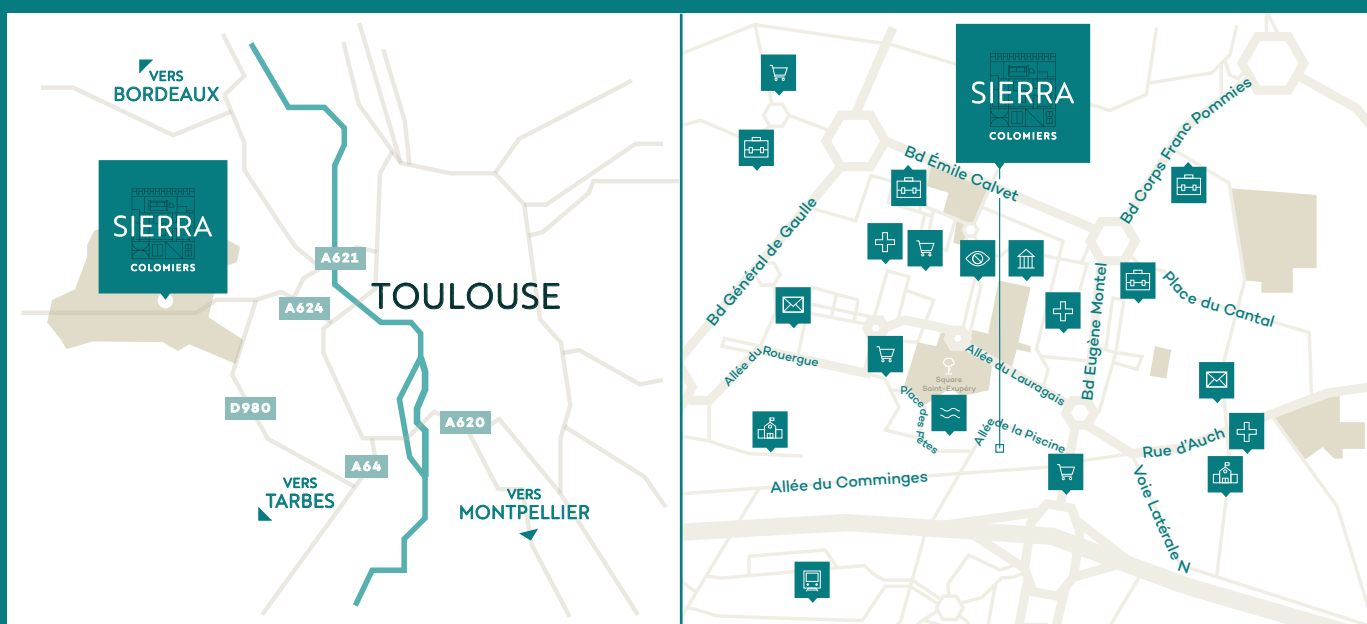 VERS
BORDEAUX
SIERRA
COLOMIERS
A621
A624
TOULOUSE
D980
A620
A64
VERS
TARBES
VERS
MONTPELLIER
SIERRA
COLOMIERS
Bd Émile Calvet
Bd Corps Franc Pommies
Bd Général de Gaulle
Bd Eugène Montel
Place du Cantal
Allée du Rouergue
Allée du Lauragais
Square
Saint-Exupéry
Place des Fêtes
Allée de la Piscine
Rue d'Auch
Allée du Comminges
Voie Latérale N